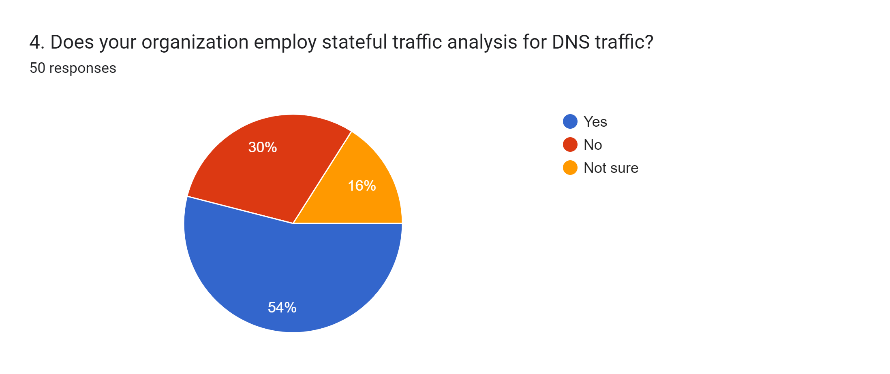 4. Does your organization employ stateful traffic analysis for DNS traffic?
50 responses
Yes
No
Not sure
30%
16%
54%